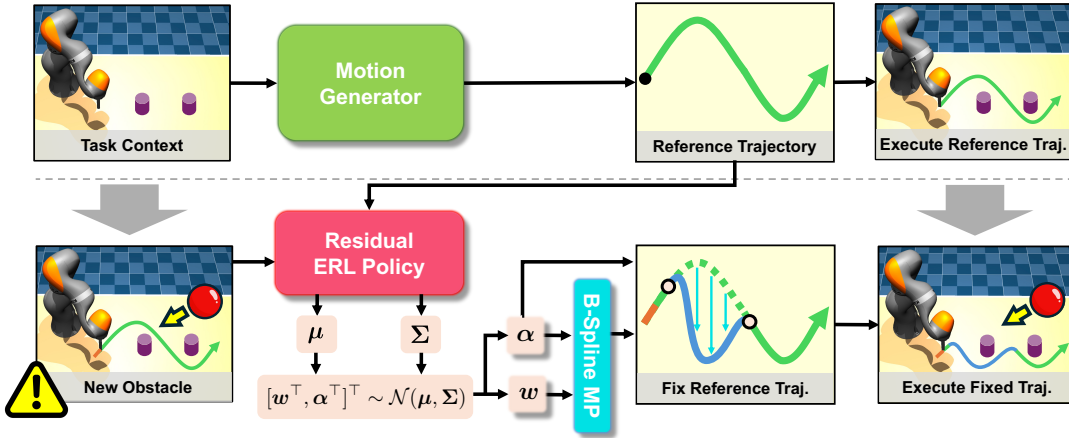 Motion
Generator
Task Context
Reference Trajectory
Execute Reference Traj.
Residual
ERL Policy
μ
Σ
[w⊤, α⊤]⊤ ∼ N(μ, Σ)
α
w
B-Spline MP
New Obstacle
Fix Reference Traj.
Execute Fixed Traj.